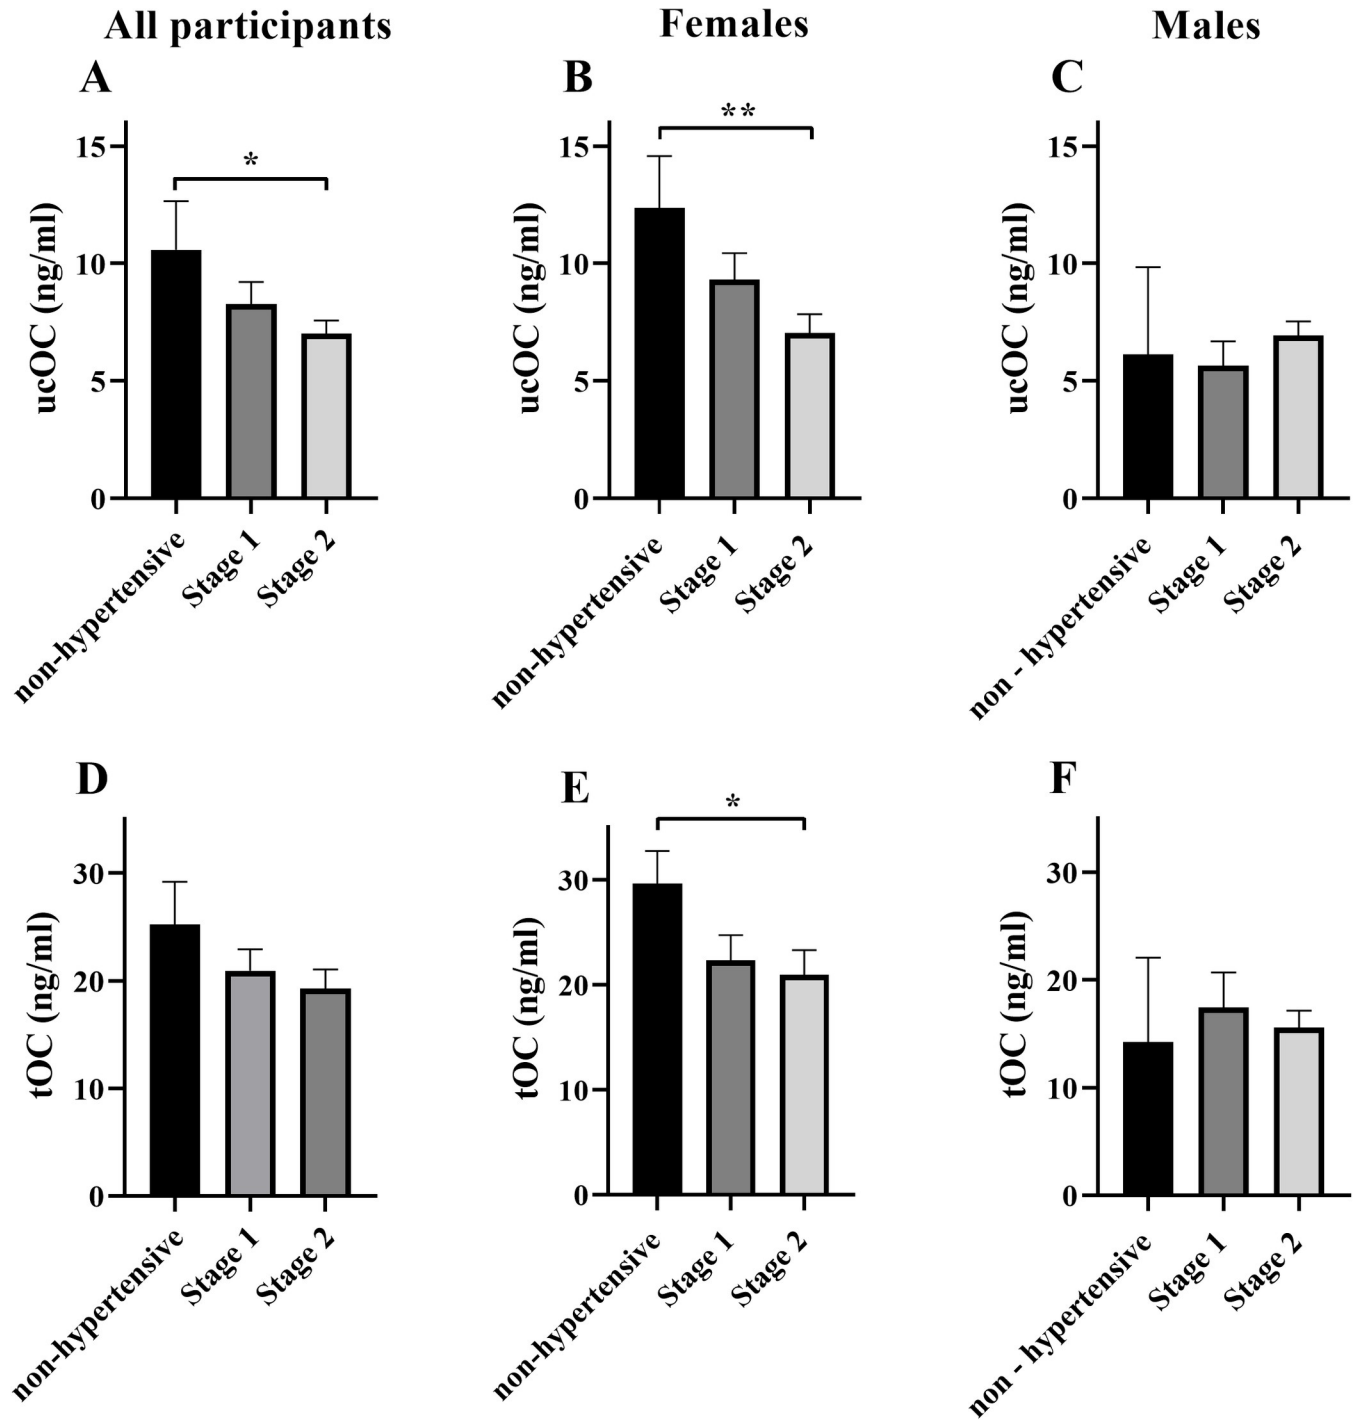 All participants
Females
Males
A
B
C
*
**
ucOC (ng/ml)
15
10
5
0
non-hypertensive
Stage 1
Stage 2
ucOC (ng/ml)
15
10
5
0
non-hypertensive
Stage 1
Stage 2
ucOC (ng/ml)
15
10
5
0
non - hypertensive
Stage 1
Stage 2
D
E
F
*
tOC (ng/ml)
30
20
10
0
non-hypertensive
Stage 1
Stage 2
tOC (ng/ml)
30
20
10
0
non-hypertensive
Stage 1
Stage 2
tOC (ng/ml)
30
20
10
0
non - hypertensive
Stage 1
Stage 2